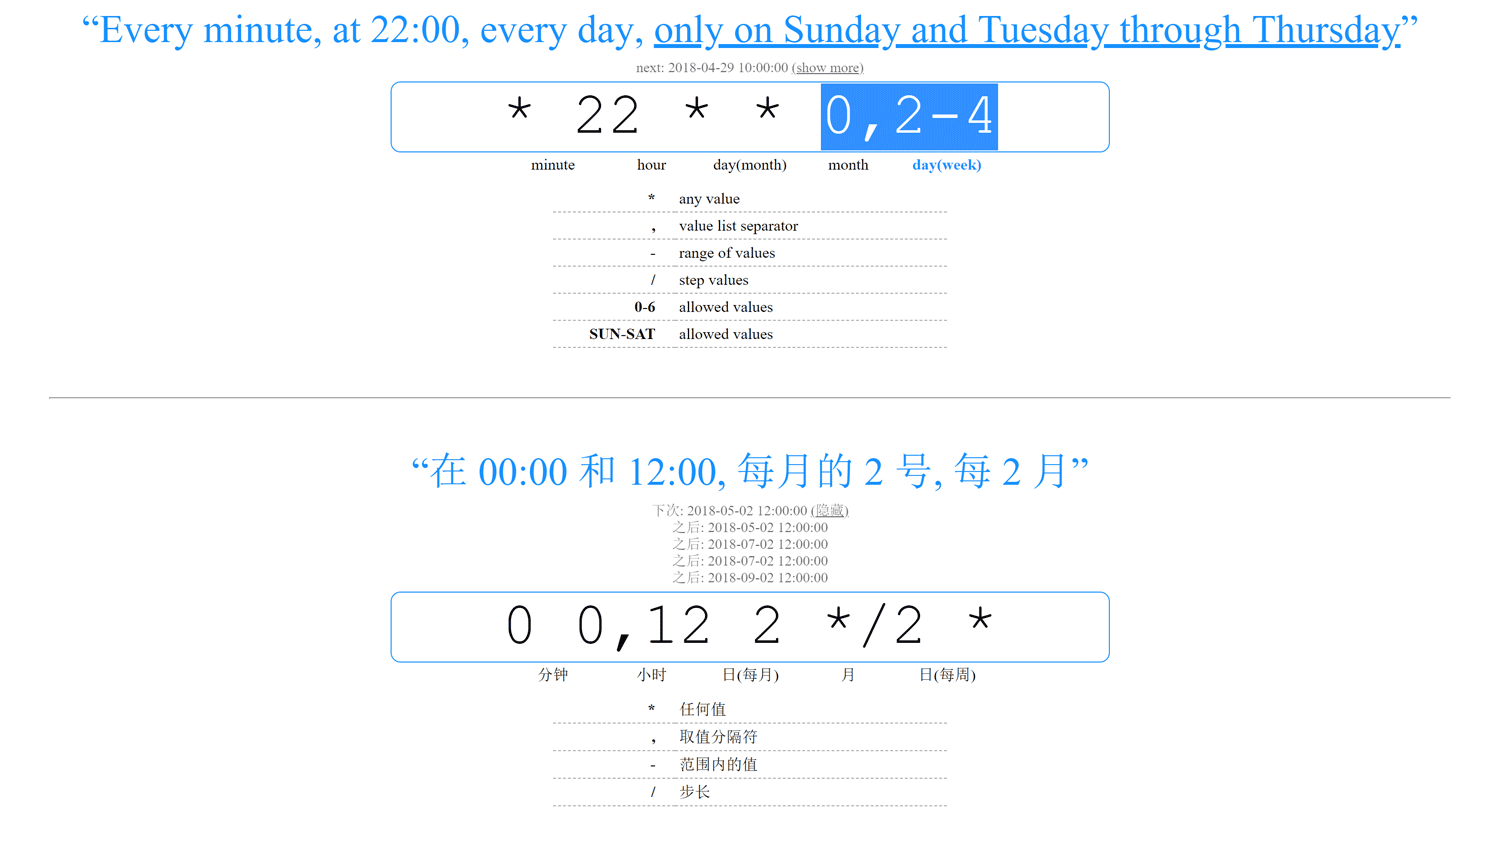 “Every minute, at 22:00, every day, only on Sunday and Tuesday through Thursday”
next: 2018-04-29 10:00:00 (show more)
* 22 * * 0,2-4
minute hour day(month) month day(week)
* any value
, value list separator
- range of values
/ step values
0-6 allowed values
SUN-SAT allowed values
“在 00:00 和 12:00, 每月的 2 号, 每 2 月”
下次: 2018-05-02 12:00:00 (隐藏)
之后: 2018-05-02 12:00:00
之后: 2018-07-02 12:00:00
之后: 2018-07-02 12:00:00
之后: 2018-09-02 12:00:00
0 0,12 2 */2 *
分钟 小时 日(每月) 月 日(每周)
* 任何值
, 取值分隔符
- 范围内的值
/ 步长